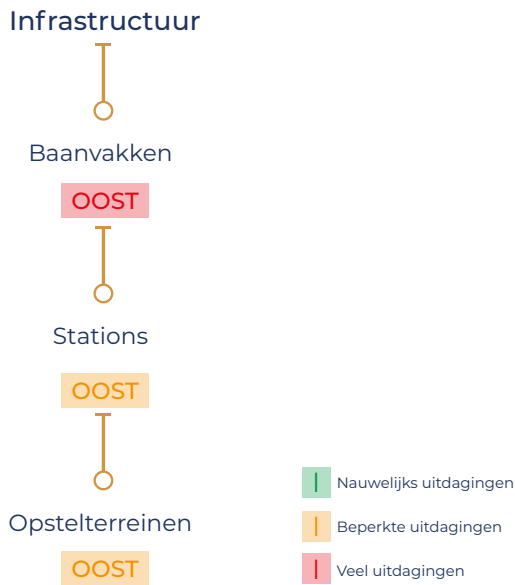 Infrastructuur
Baanvakken
OOST
Stations
OOST
Opstelterreinen
OOST
Nauwelijks uitdagingen
Beperkte uitdagingen
Veel uitdagingen